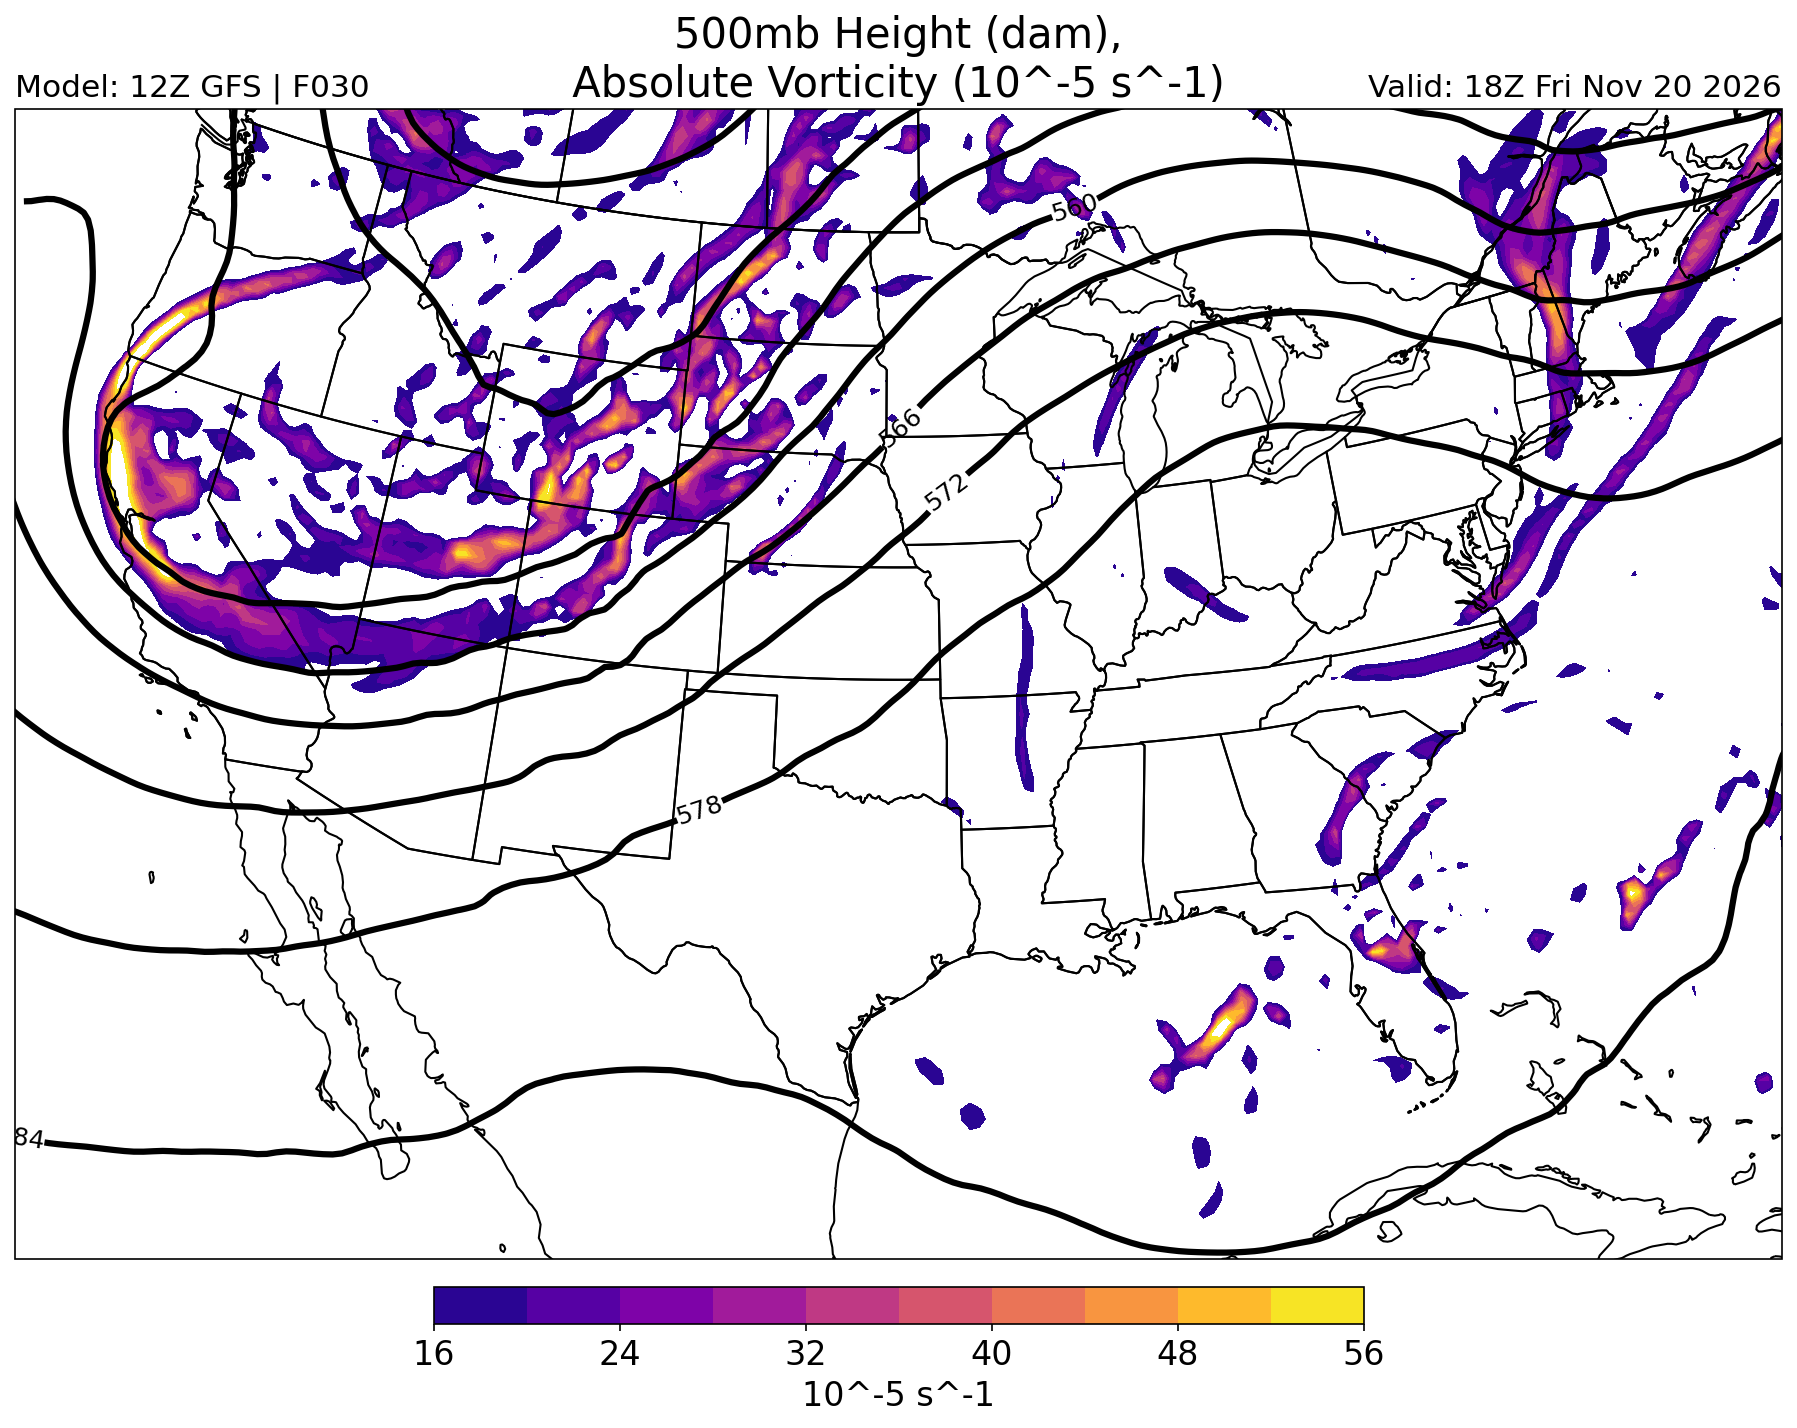 500mb Height (dam),
Absolute Vorticity (10^-5 s^-1)
Model: 12Z GFS | F030
Valid: 18Z Fri Nov 20 2026
560
566
572
578
84
16 24 32 40 48 56
10^-5 s^-1